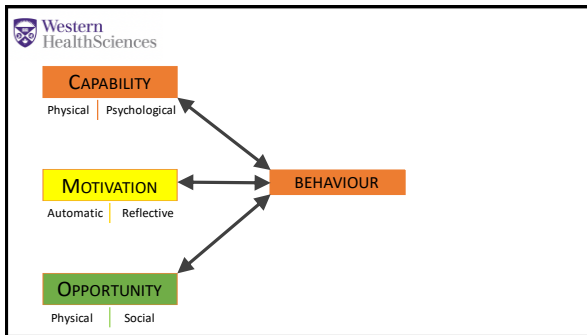 Western
HealthSciences
CAPABILITY
Physical Psychological
MOTIVATION
BEHAVIOUR
Automatic Reflective
OPPORTUNITY
Physical Social